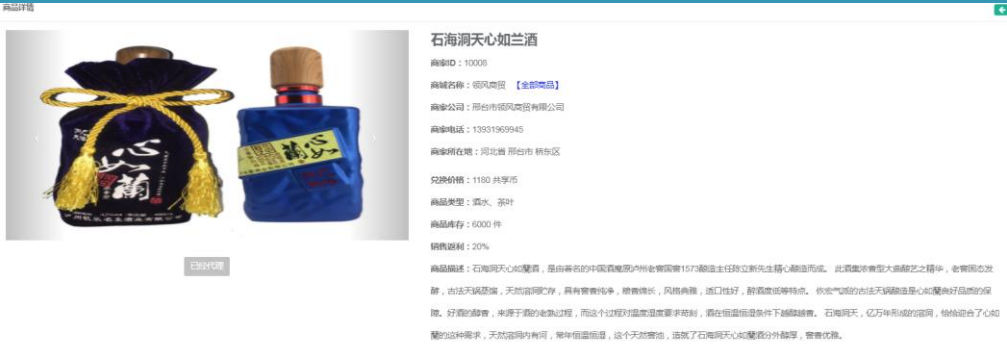 商品详情
石海洞天心如兰酒
商家ID：10008
商城名称：领风商贸 【全部商品】
商家公司：邢台市领风商贸有限公司
商家电话：13931969945
商家所在地：河北省 邢台市 桥东区
兑换价格：1180 共享币
商品类型：酒水、茶叶
商品库存：6000 件
销售返利：20%
商品描述：石海洞天心如蘭酒，是由著名的中国酒魔原泸州老窖国窖1573酿造主任陈立新先生精心酿造而成。 此酒集浓香型大曲酿艺之精华，老窖固态发
酵，古法天锅蒸馏，天然溶洞贮存，具有窖香纯净，粮香绵长，风格典雅，适口性好，醉酒度低等特点。 恢宏气派的古法天锅酿造是心如蘭良好品质的保
障。好酒的醇香，来源于酒的老熟过程，而这个过程对温度湿度要求苛刻，酒在恒温恒湿条件下越醇越香。 石海洞天，亿万年形成的溶洞，恰恰迎合了心如
蘭的这种需求，天然溶洞内有河，常年恒温恒湿，这个天然窖池，造就了石海洞天心如蘭酒分外醇厚，窖香优雅。
心如蘭
心如
蘭
已经代理